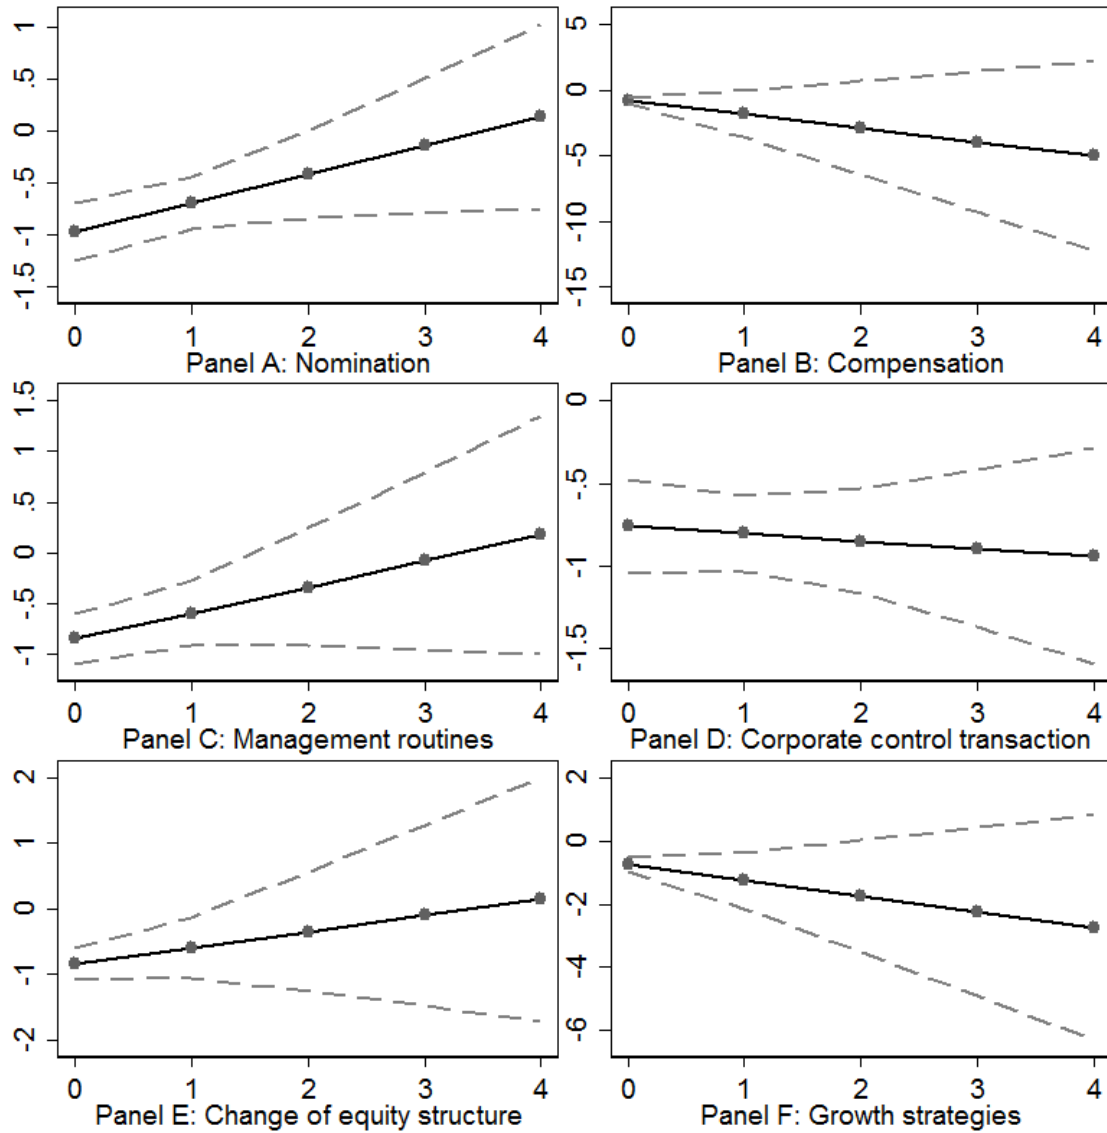 1
.5
0
-.5
-1
-1.5
0 1 2 3 4
Panel A: Nomination
5
0
-5
-10
-15
0 1 2 3 4
Panel B: Compensation
1.5
1
.5
0
-.5
-1
0 1 2 3 4
Panel C: Management routines
0
-.5
-1
-1.5
0 1 2 3 4
Panel D: Corporate control transaction
2
1
0
-1
-2
0 1 2 3 4
Panel E: Change of equity structure
2
0
-2
-4
-6
0 1 2 3 4
Panel F: Growth strategies